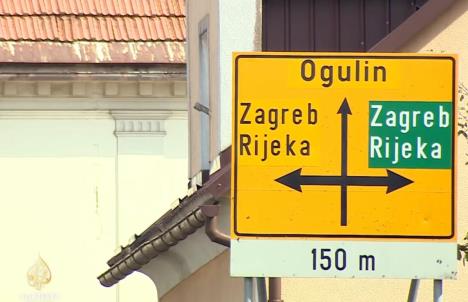 Ogulin
Zagreb
Rijeka
Zagreb
Rijeka
150 m